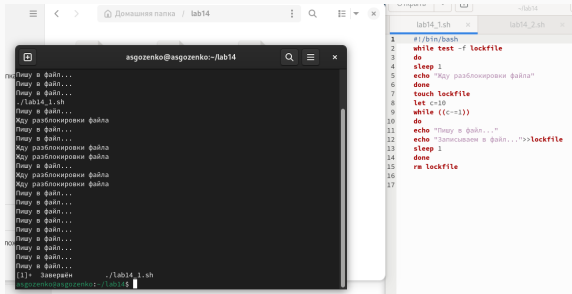 Домашняя папка / lab14
Открыть
~/lab14
lab14_1.sh
lab14_2.sh
asgozenko@asgozenko:~/lab14
Пишу в файл...
Пишу в файл...
Пишу в файл...
./lab14_1.sh
Пишу в файл...
Жду разблокировки файла
Пишу в файл...
Пишу в файл...
Жду разблокировки файла
Жду разблокировки файла
Пишу в файл...
Жду разблокировки файла
Жду разблокировки файла
Пишу в файл...
Пишу в файл...
Пишу в файл...
Пишу в файл...
Пишу в файл...
Пишу в файл...
Пишу в файл...
Пишу в файл...
[1]+ Завершён ./lab14_1.sh
asgozenko@asgozenko:~/lab14$
1 #!/bin/bash
2 while test -f lockfile
3 do
4 sleep 1
5 echo "Жду разблокировки файла"
6 done
7 touch lockfile
8 let c=10
9 while ((c-=1))
10 do
11 echo "Пишу в файл..."
12 echo "Записываем в файл...">>lockfile
13 sleep 1
14 done
15 rm lockfile
16
17